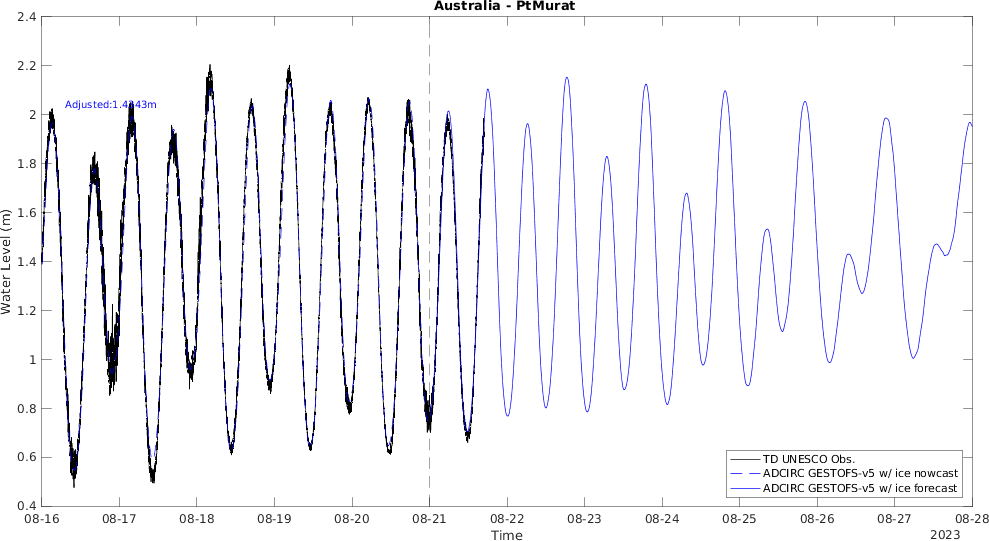 Australia - PtMurat
2.4
2.2
2
1.8
1.6
1.4
1.2
1
0.8
0.6
0.4
Water Level (m)
Adjusted:1.4343m
TD UNESCO Obs.
ADCIRC GESTOFS-v5 w/ ice nowcast
ADCIRC GESTOFS-v5 w/ ice forecast
08-16 08-17 08-18 08-19 08-20 08-21 08-22 08-23 08-24 08-25 08-26 08-27 08-28
Time
2023